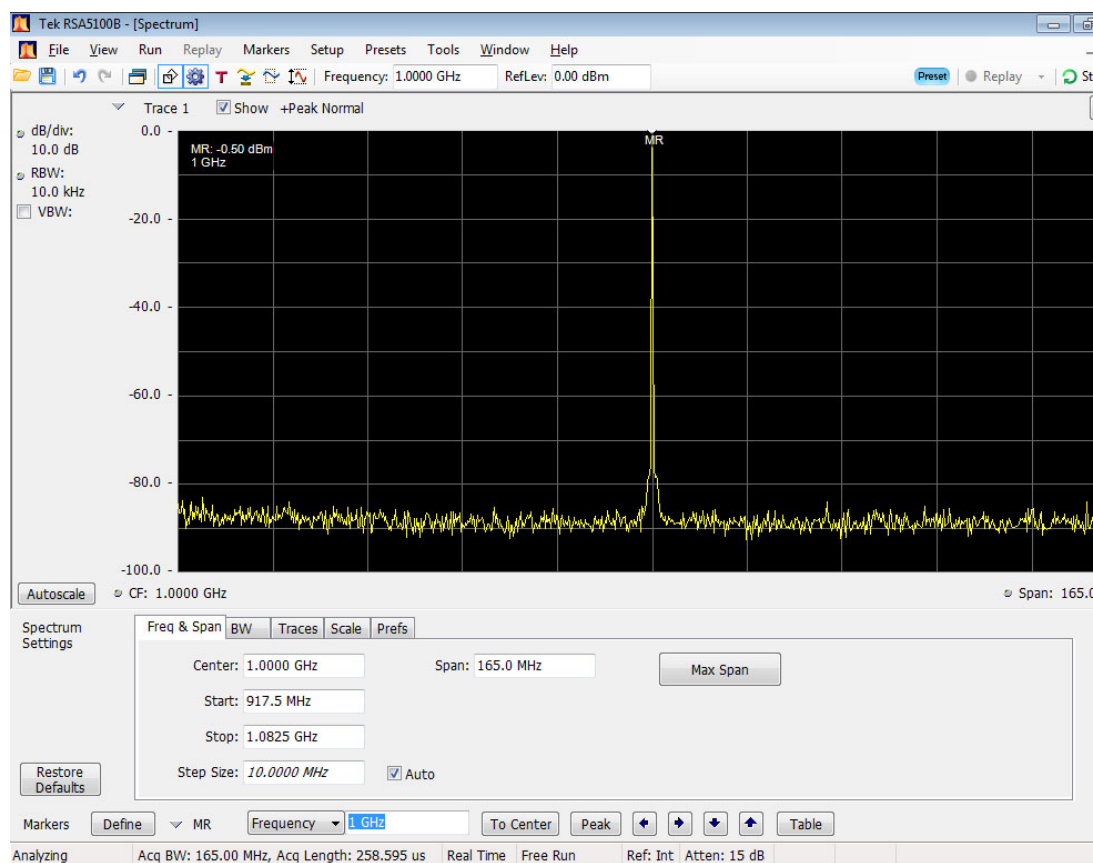 Tek RSA5100B - [Spectrum]
File View Run Replay Markers Setup Presets Tools Window Help
T Frequency: 1.0000 GHz RefLev: 0.00 dBm Preset Replay St
Trace 1 Show +Peak Normal
dB/div:
10.0 dB
RBW:
10.0 kHz
VBW:
0.0 -
MR: -0.50 dBm
1 GHz
MR
-20.0 -
-40.0 -
-60.0 -
-80.0 -
-100.0 -
Autoscale CF: 1.0000 GHz Span: 165.0
Spectrum
Settings
Freq & Span BW Traces Scale Prefs
Center: 1.0000 GHz Span: 165.0 MHz Max Span
Start: 917.5 MHz
Stop: 1.0825 GHz
Step Size: 10.0000 MHz Auto
Restore
Defaults
Markers Define MR Frequency 1 GHz To Center Peak Table
Analyzing Acq BW: 165.00 MHz, Acq Length: 258.595 us Real Time Free Run Ref: Int Atten: 15 dB